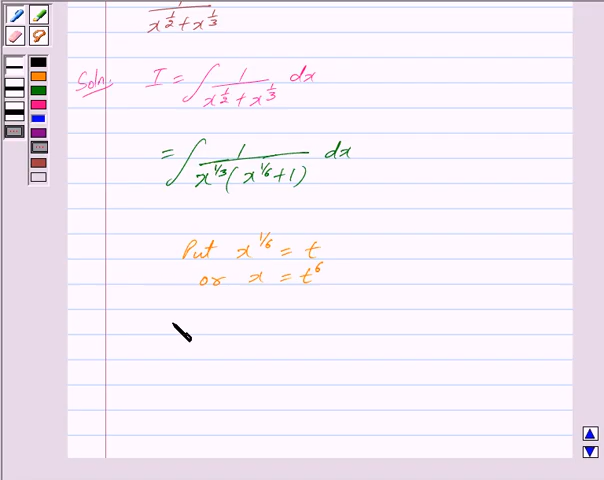 1/(x^(1/2) + x^(1/3))
Soln. I = ∫ 1/(x^(1/2) + x^(1/3)) dx
= ∫ 1/(x^(1/3)(x^(1/6) + 1)) dx
Put x^(1/6) = t
or x = t^6